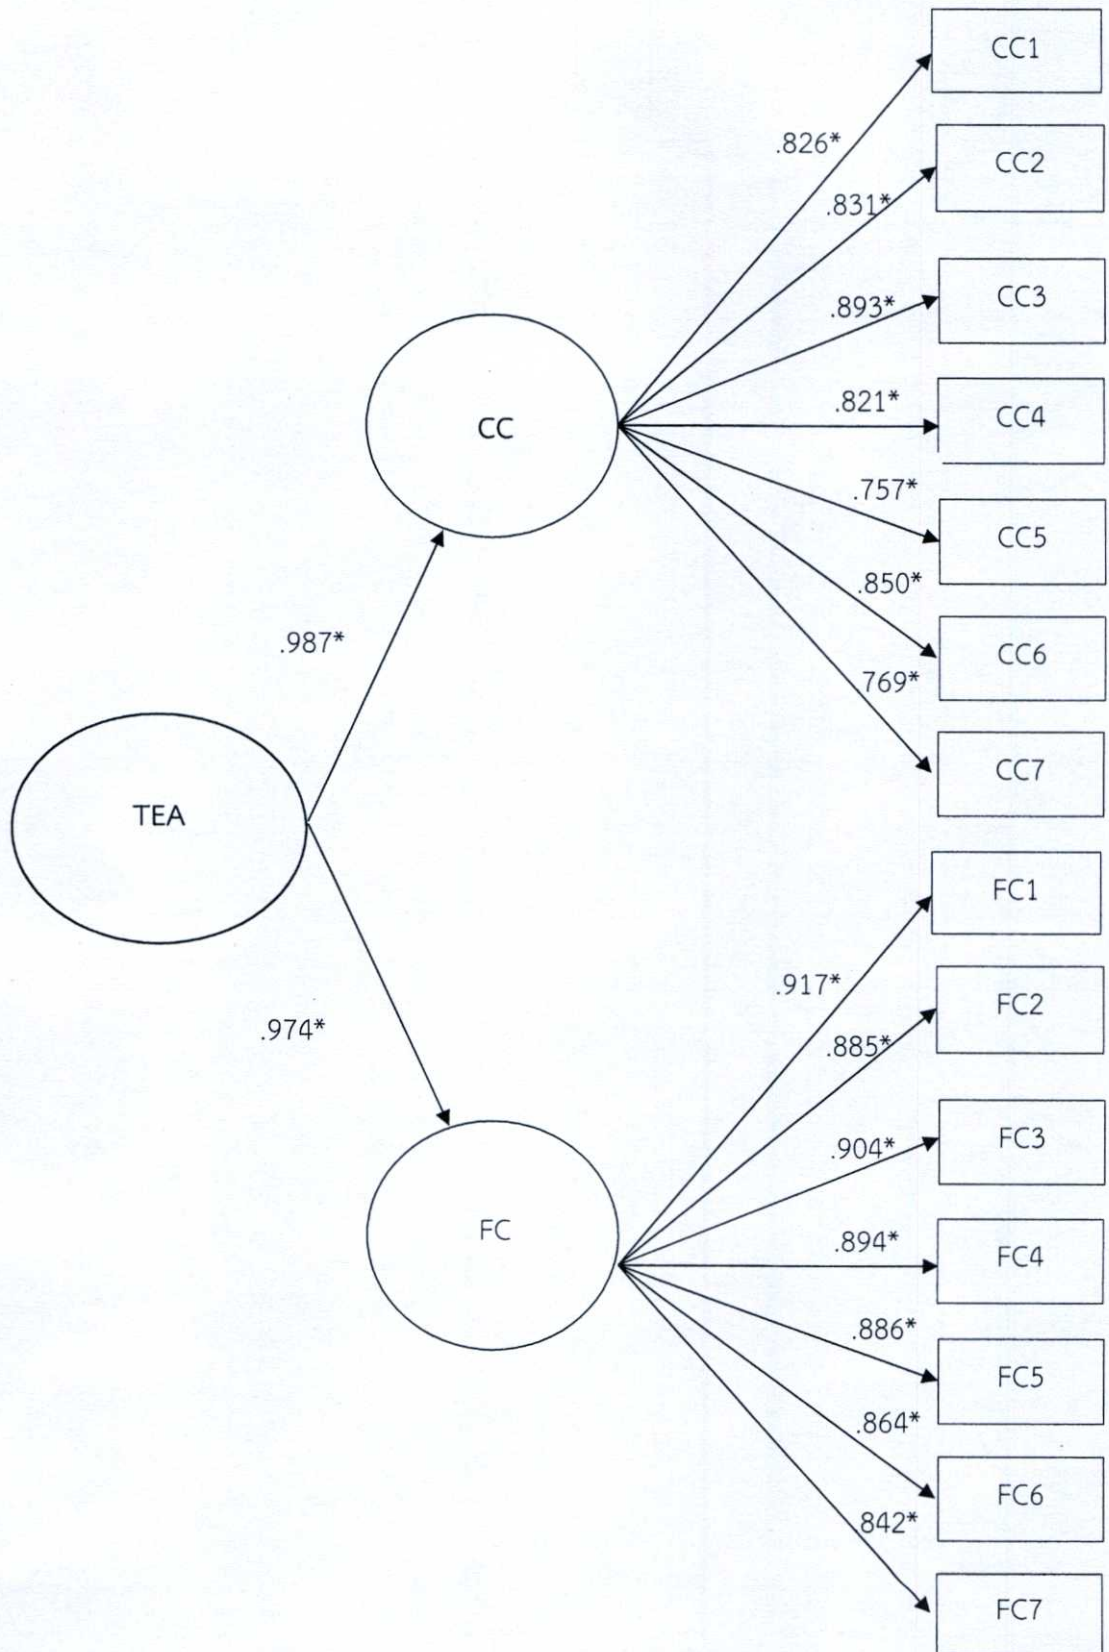 CC1
.826*
CC2
.831*
CC3
.893*
CC4
.821*
CC
.757*
CC5
.850*
CC6
.987*
769*
CC7
TEA
FC1
.917*
FC2
.974*
.885*
FC3
.904*
FC
.894*
FC4
.886*
FC5
.864*
FC6
842*
FC7